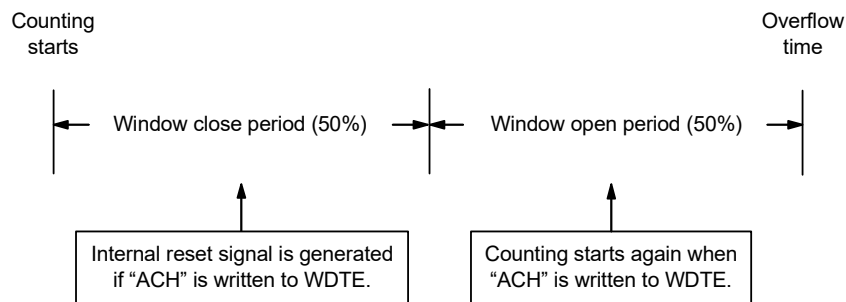 Counting
starts
Overflow
time
Window close period (50%)
Window open period (50%)
Internal reset signal is generated
if “ACH” is written to WDTE.
Counting starts again when
“ACH” is written to WDTE.